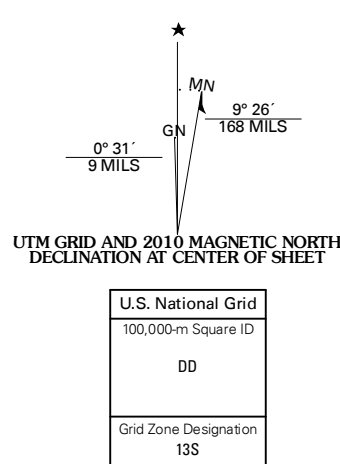 ★
MN
GN
9° 26´
168 MILS
0° 31´
9 MILS
UTM GRID AND 2010 MAGNETIC NORTH
DECLINATION AT CENTER OF SHEET
U.S. National Grid
100,000-m Square ID
DD
Grid Zone Designation
13S